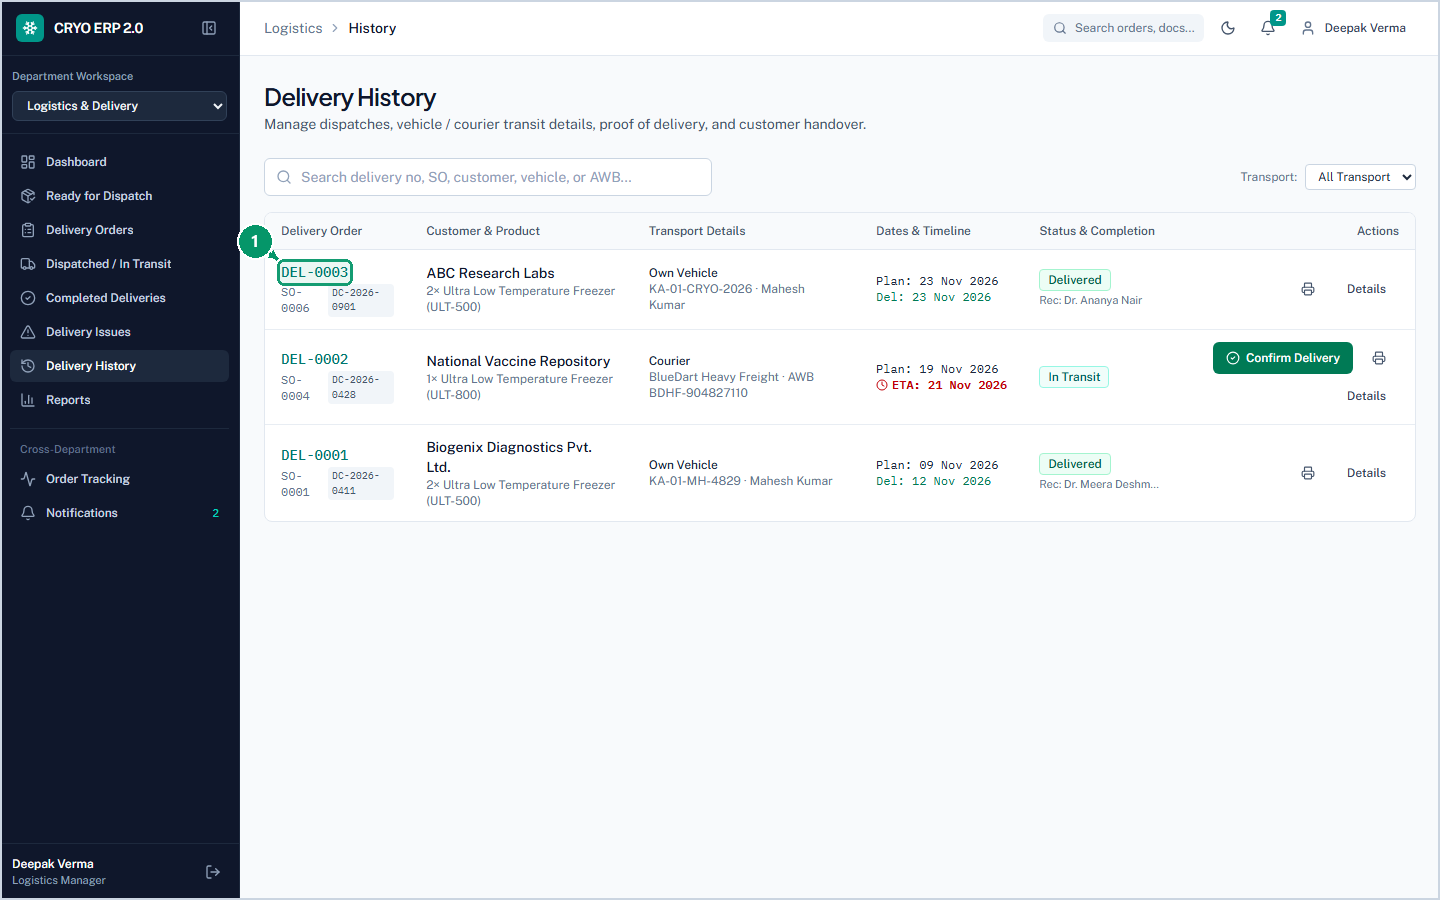 CRYO ERP 2.0
Department Workspace
Logistics & Delivery
Dashboard
Ready for Dispatch
Delivery Orders
Dispatched / In Transit
Completed Deliveries
Delivery Issues
Delivery History
Reports
Cross-Department
Order Tracking
Notifications 2
Deepak Verma
Logistics Manager
Logistics > History
Search orders, docs...
2
Deepak Verma
Delivery History
Manage dispatches, vehicle / courier transit details, proof of delivery, and customer handover.
Search delivery no, SO, customer, vehicle, or AWB...
Transport: All Transport
Delivery Order Customer & Product Transport Details Dates & Timeline Status & Completion Actions
1
DEL-0003
SO-
0006
DC-2026-
0901
ABC Research Labs
2× Ultra Low Temperature Freezer
(ULT-500)
Own Vehicle
KA-01-CRYO-2026 · Mahesh
Kumar
Plan: 23 Nov 2026
Del: 23 Nov 2026
Delivered
Rec: Dr. Ananya Nair
Details
DEL-0002
SO-
0004
DC-2026-
0428
National Vaccine Repository
1× Ultra Low Temperature Freezer
(ULT-800)
Courier
BlueDart Heavy Freight · AWB
BDHF-904827110
Plan: 19 Nov 2026
ETA: 21 Nov 2026
In Transit
Confirm Delivery
Details
DEL-0001
SO-
0001
DC-2026-
0411
Biogenix Diagnostics Pvt.
Ltd.
2× Ultra Low Temperature Freezer
(ULT-500)
Own Vehicle
KA-01-MH-4829 · Mahesh Kumar
Plan: 09 Nov 2026
Del: 12 Nov 2026
Delivered
Rec: Dr. Meera Deshm...
Details